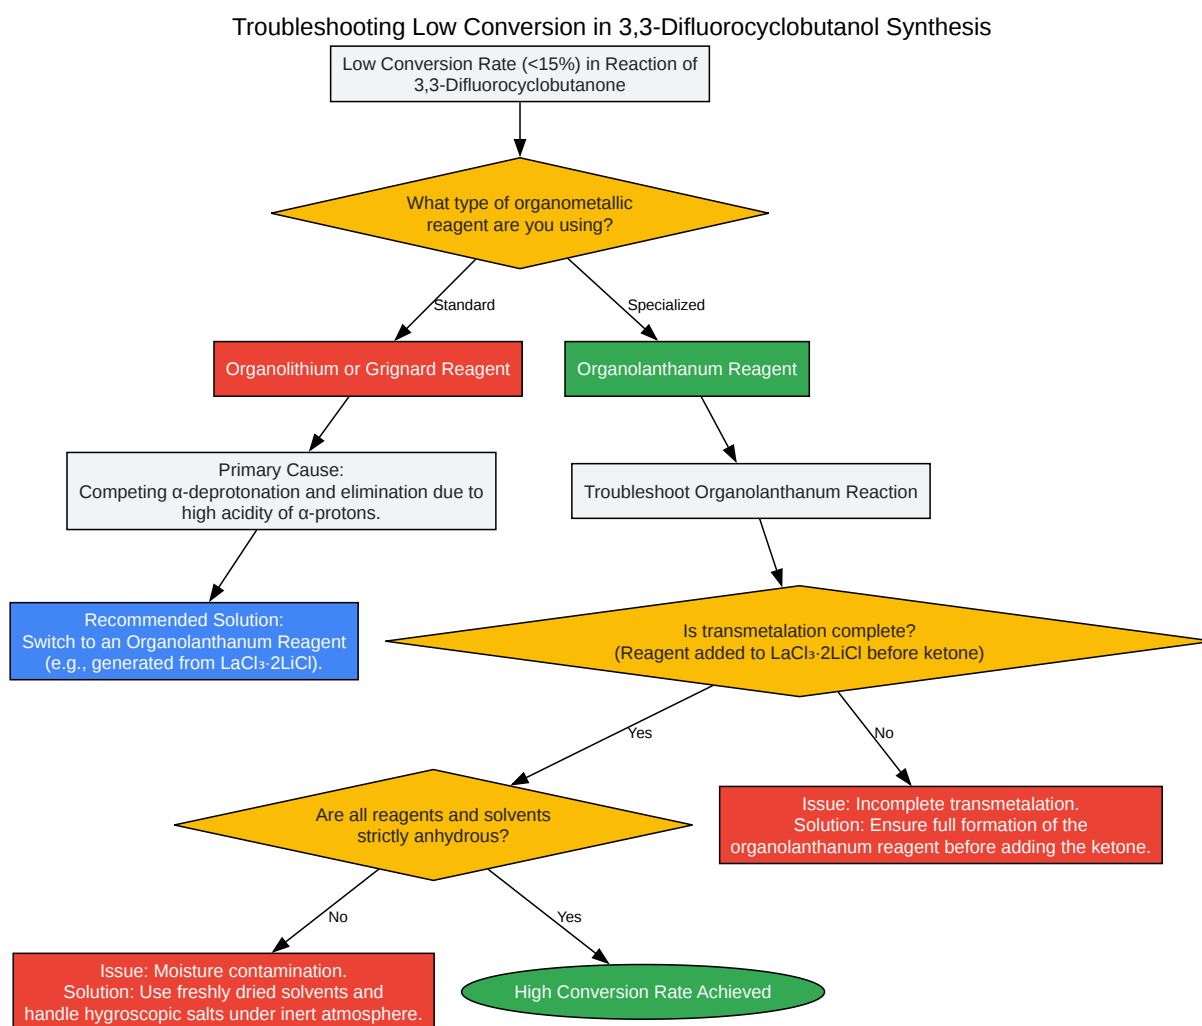 Troubleshooting Low Conversion in 3,3-Difluorocyclobutanol Synthesis
Low Conversion Rate (<15%) in Reaction of
3,3-Difluorocyclobutanone
What type of organometallic
reagent are you using?
Standard
Specialized
Organolithium or Grignard Reagent
Organolanthanum Reagent
Primary Cause:
Competing α-deprotonation and elimination due to
high acidity of α-protons.
Troubleshoot Organolanthanum Reaction
Recommended Solution:
Switch to an Organolanthanum Reagent
(e.g., generated from LaCl₃·2LiCl).
Is transmetalation complete?
(Reagent added to LaCl₃·2LiCl before ketone)
Yes
No
Are all reagents and solvents
strictly anhydrous?
Issue: Incomplete transmetalation.
Solution: Ensure full formation of the
organolanthanum reagent before adding the ketone.
No
Yes
Issue: Moisture contamination.
Solution: Use freshly dried solvents and
handle hygroscopic salts under inert atmosphere.
High Conversion Rate Achieved